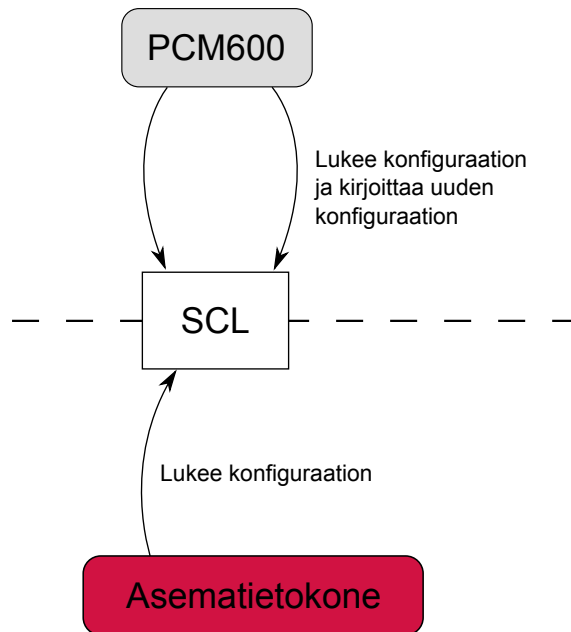 PCM600
Lukee konfiguraation
ja kirjoittaa uuden
konfiguraation
SCL
Lukee konfiguraation
Asematietokone